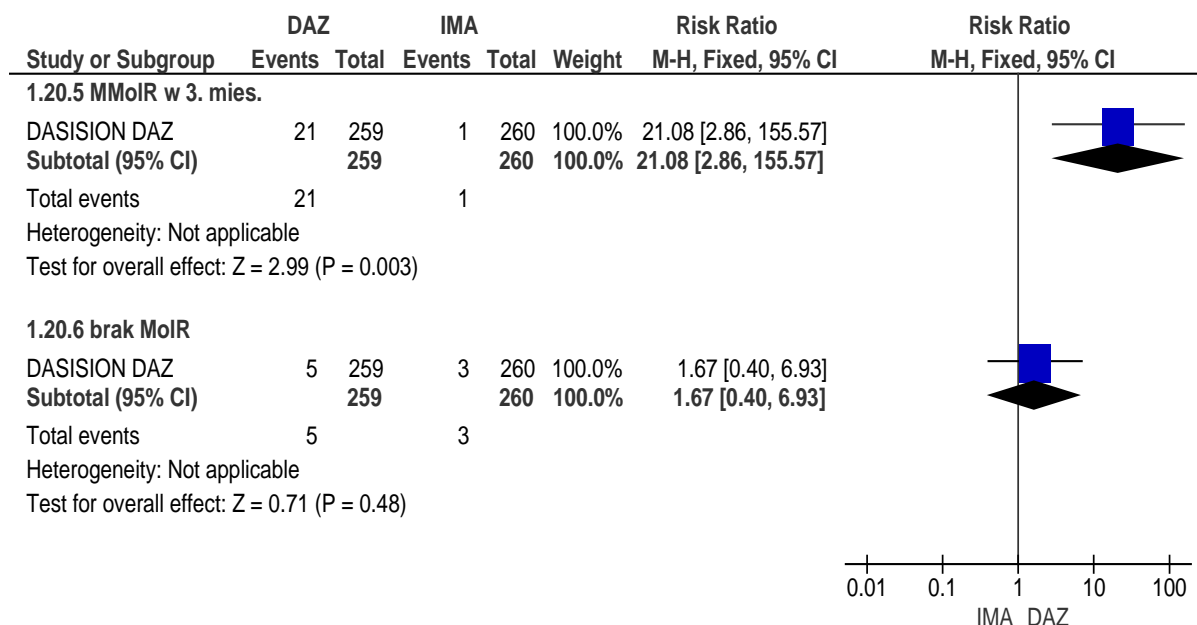 DAZ IMA Risk Ratio Risk Ratio
Study or Subgroup Events Total Events Total Weight M-H, Fixed, 95% CI M-H, Fixed, 95% CI
1.20.5 MMolR w 3. mies.
DASISION DAZ 21 259 1 260 100.0% 21.08 [2.86, 155.57]
Subtotal (95% CI) 259 260 100.0% 21.08 [2.86, 155.57]
Total events 21 1
Heterogeneity: Not applicable
Test for overall effect: Z = 2.99 (P = 0.003)
1.20.6 brak MolR
DASISION DAZ 5 259 3 260 100.0% 1.67 [0.40, 6.93]
Subtotal (95% CI) 259 260 100.0% 1.67 [0.40, 6.93]
Total events 5 3
Heterogeneity: Not applicable
Test for overall effect: Z = 0.71 (P = 0.48)
0.01 0.1 1 10 100
IMA DAZ